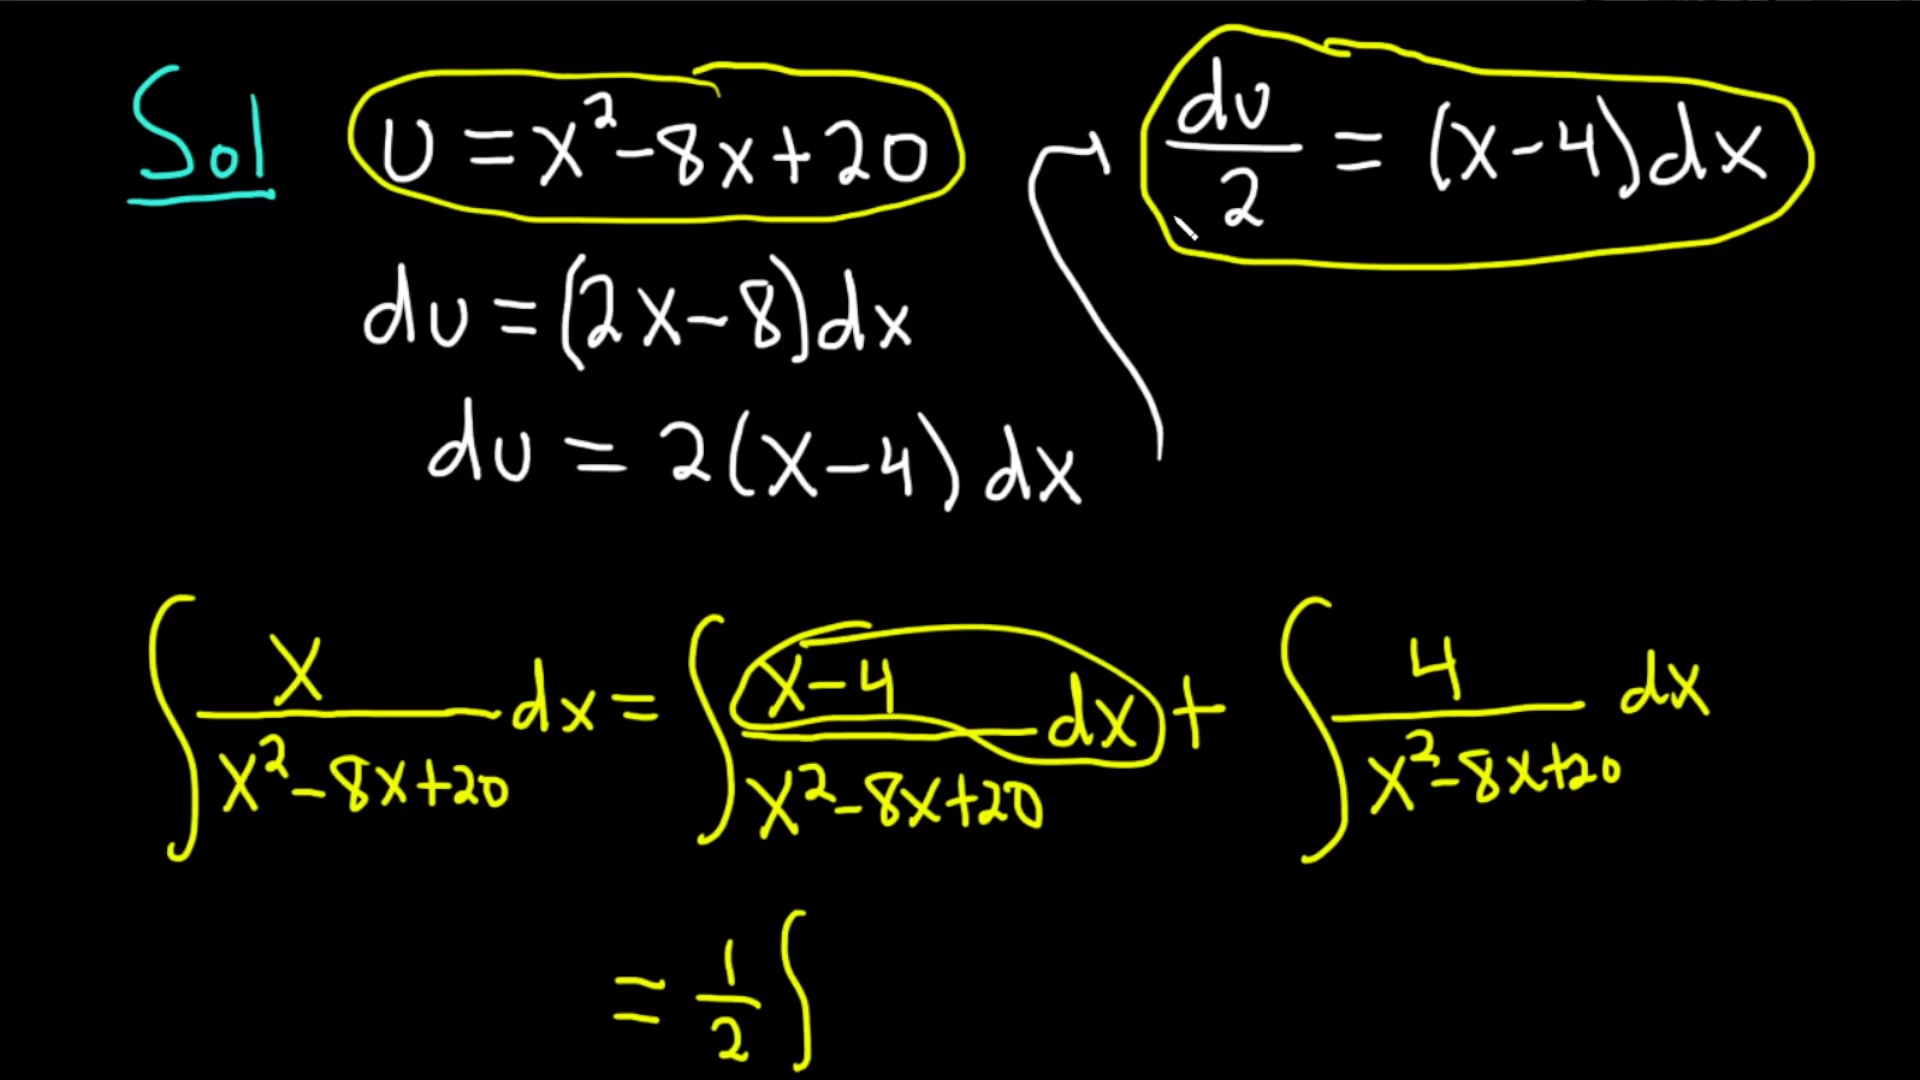 Sol u = x² - 8x + 20
du/2 = (x - 4) dx
du = (2x - 8) dx
du = 2(x - 4) dx
∫ x/(x² - 8x + 20) dx = ∫ (x - 4)/(x² - 8x + 20) dx + ∫ 4/(x² - 8x + 20) dx
= 1/2 ∫